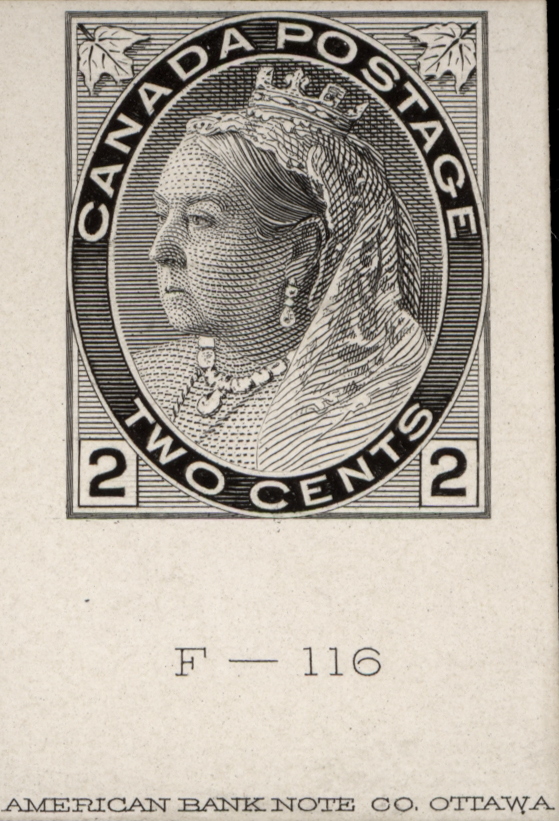 CANADA POSTAGE
TWO CENTS
2 2
F — 116
AMERICAN BANK NOTE CO. OTTAWA